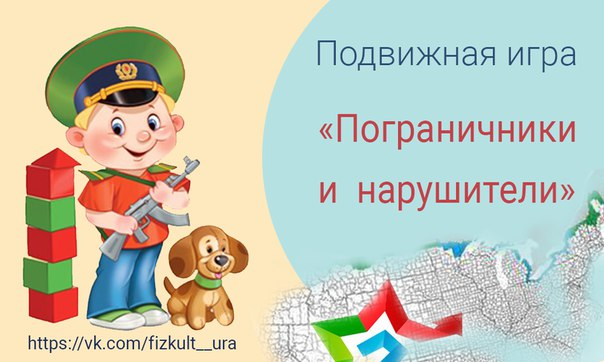 Подвижная игра
«Пограничники
и нарушители»
https://vk.com/fizkult__ura